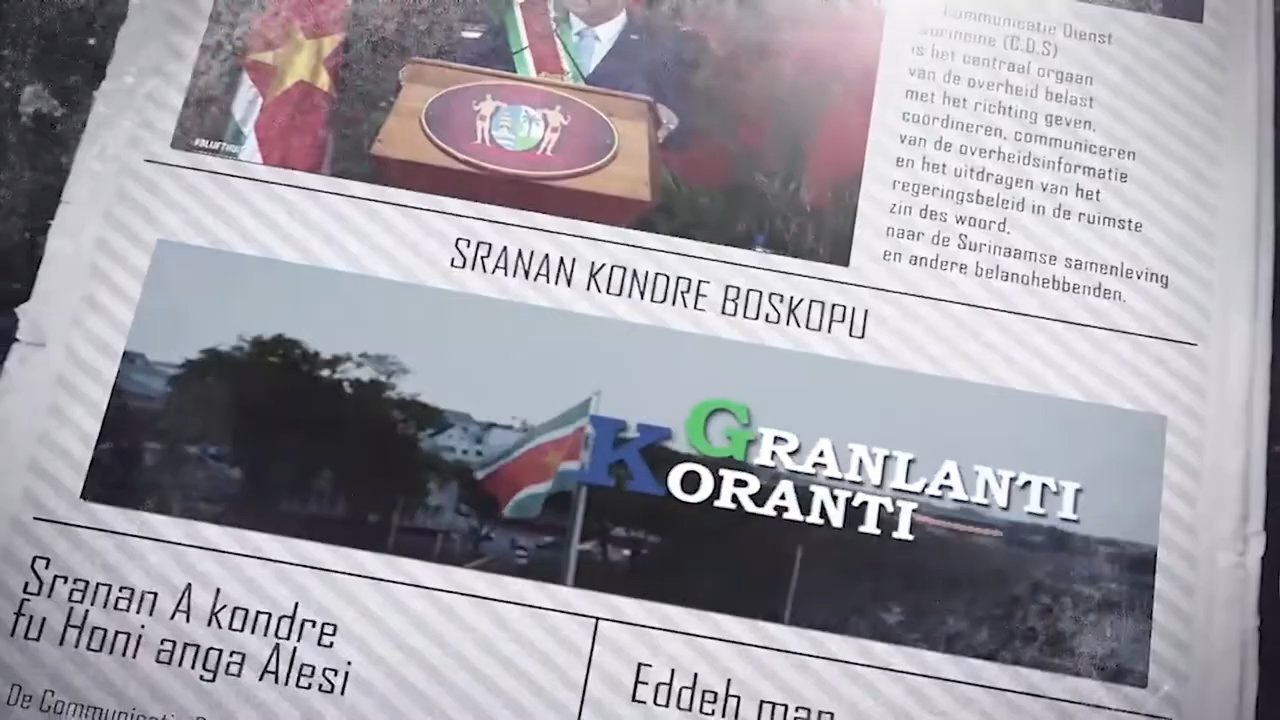 Communicatie Dienst
Suriname (C.D.S)
is het centraal orgaan
van de overheid belast
met het richting geven,
coördineren, communiceren
van de overheidsinformatie
en het uitdragen van het
regeringsbeleid in de ruimste
zin des woord,
naar de Surinaamse samenleving
en andere belanghebbenden.
SRANAN KONDRE BOSKOPU
GRANLANTI
KORANTI
Sranan A kondre
fu Honi anga Alesi
De Communicatie
Eddeh man